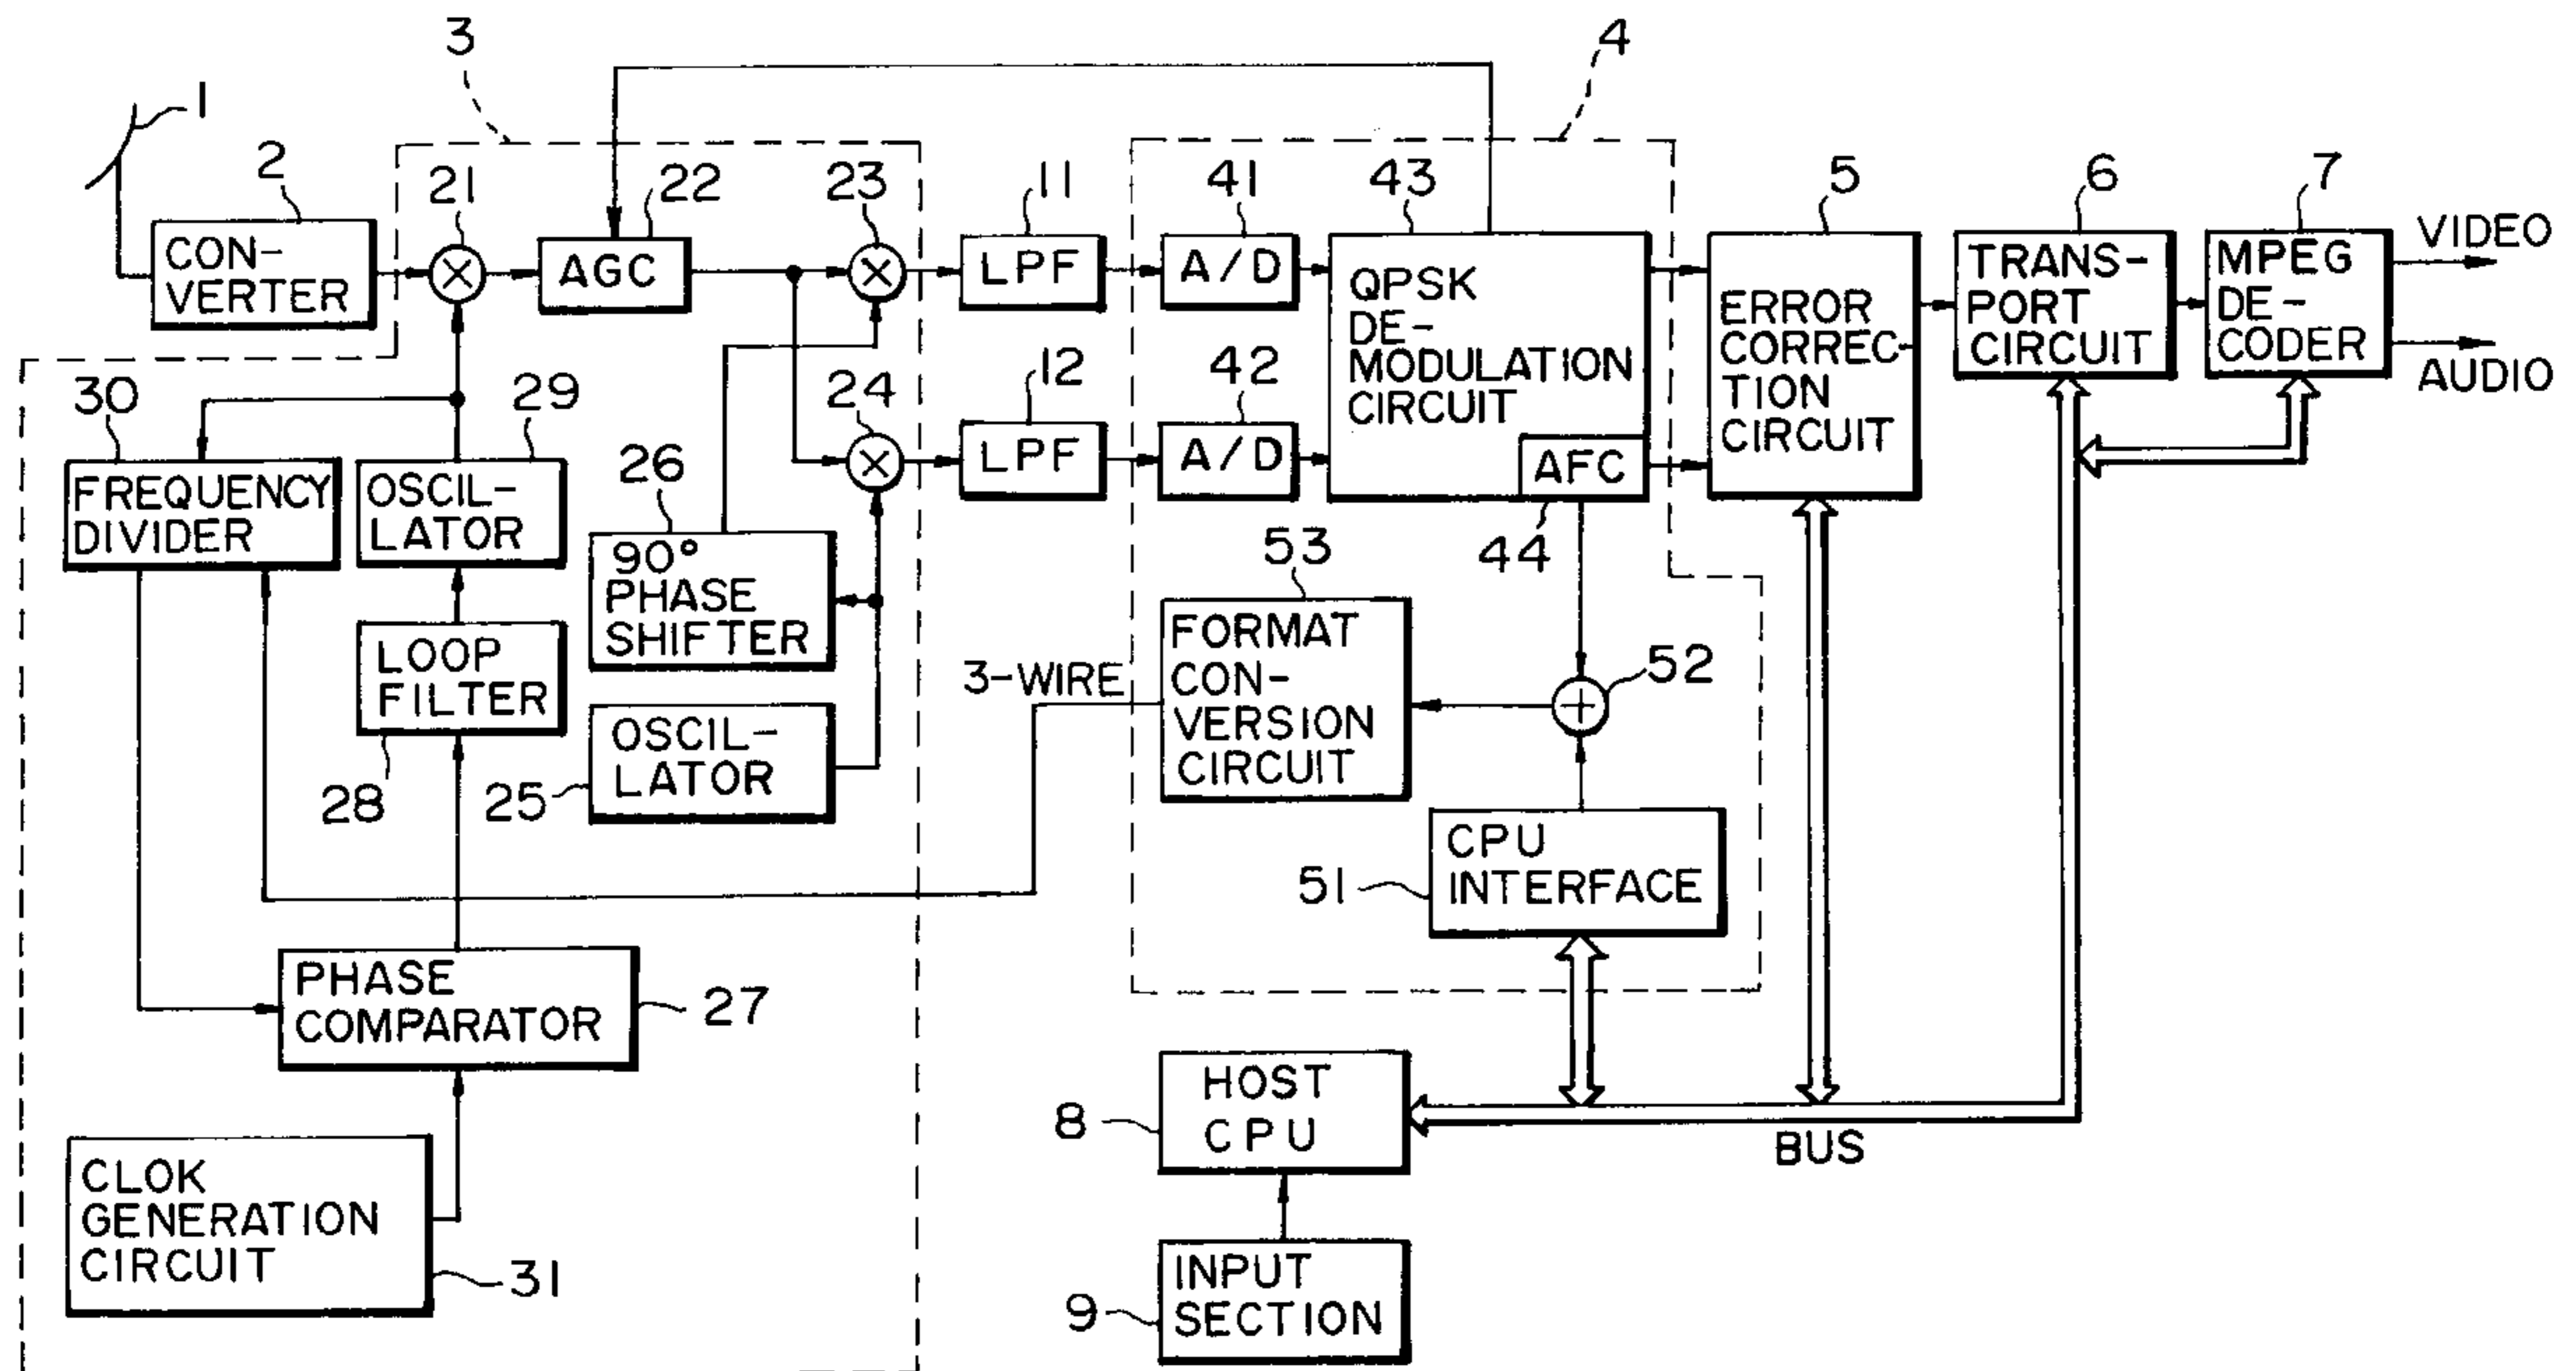 3
4
1
2
CON-
VERTER
21
22
AGC
23
11
LPF
41
A/D
43
QPSK
DE-
MODULATION
CIRCUIT
5
ERROR
CORREC-
TION
CIRCUIT
6
TRANS-
PORT
CIRCUIT
7
MPEG
DE-
CODER
VIDEO
AUDIO
30
FREQUENCY
DIVIDER
29
OSCIL-
LATOR
24
12
LPF
42
A/D
AFC
44
26
90°
PHASE
SHIFTER
LOOP
FILTER
28
25
OSCIL-
LATOR
3-WIRE
53
FORMAT
CON-
VERSION
CIRCUIT
52
51
CPU
INTERFACE
PHASE
COMPARATOR
27
CLOK
GENERATION
CIRCUIT
31
8
HOST
CPU
BUS
9
INPUT
SECTION